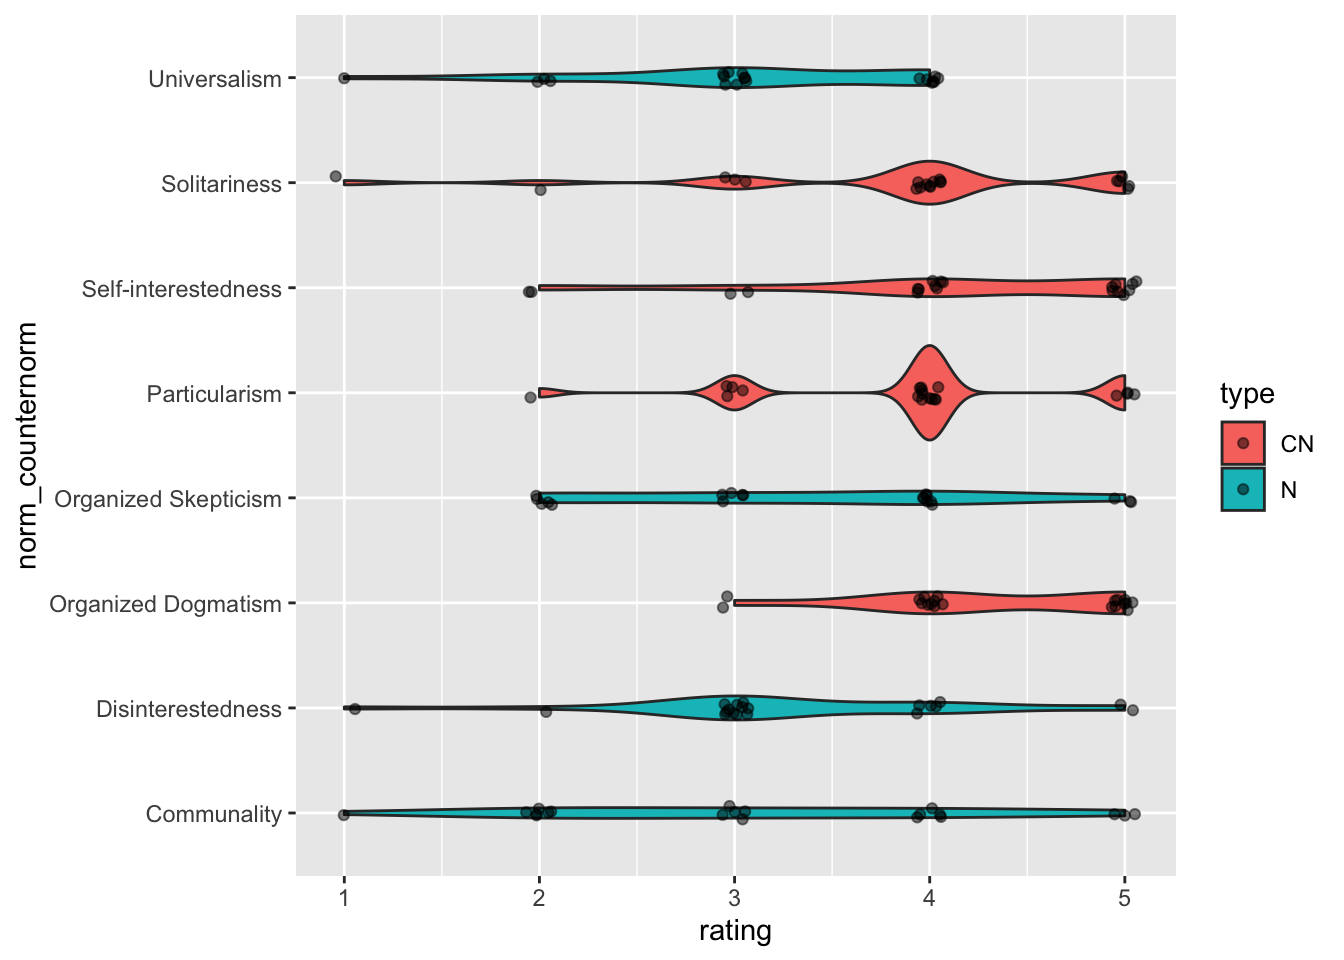 norm_counternorm
Universalism
Solitariness
Self-interestedness
Particularism
Organized Skepticism
Organized Dogmatism
Disinterestedness
Communality
1 2 3 4 5
rating
type
CN
N